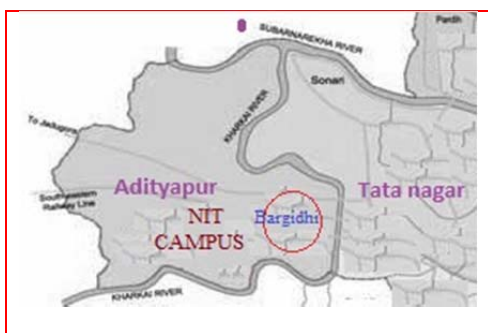 SUBARNAREKHA RIVER
Pardih
Sonari
KHARKAI RIVER
To Jadugora
Adityapur
Tata nagar
Southeastern
Railway Line
NIT
CAMPUS
Bargidhi
KHARKAI RIVER